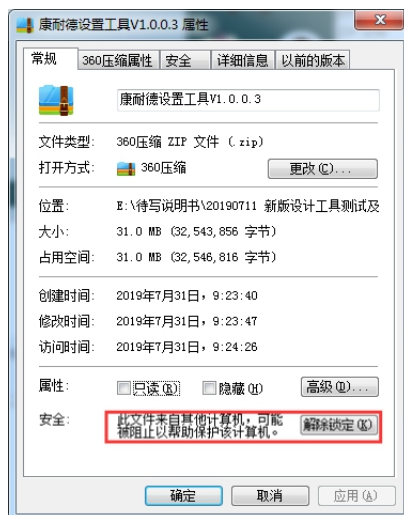 康耐德设置工具V1.0.0.3 属性
常规 360压缩属性 安全 详细信息 以前的版本
康耐德设置工具V1.0.0.3
文件类型: 360压缩 ZIP 文件 (.zip)
打开方式: 360压缩 更改(C)...
位置: E:\待写说明书\20190711 新版设计工具测试及
大小: 31.0 MB (32,543,856 字节)
占用空间: 31.0 MB (32,546,816 字节)
创建时间: 2019年7月31日，9:23:40
修改时间: 2019年7月31日，9:23:47
访问时间: 2019年7月31日，9:24:26
属性: 只读(R) 隐藏(H) 高级(D)...
安全: 此文件来自其他计算机，可能
被阻止以帮助保护该计算机。 解除锁定(K)
确定 取消 应用(A)